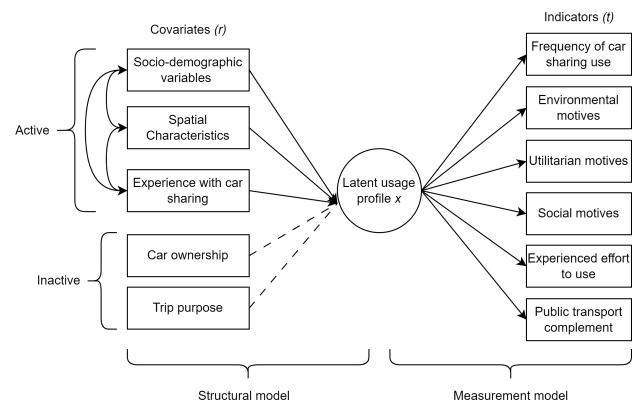 Covariates (r)
Indicators (t)
Active
Socio-demographic
variables
Spatial
Characteristics
Experience with car
sharing
Inactive
Car ownership
Trip purpose
Latent usage
profile x
Frequency of car
sharing use
Environmental
motives
Utilitarian motives
Social motives
Experienced effort
to use
Public transport
complement
Structural model
Measurement model